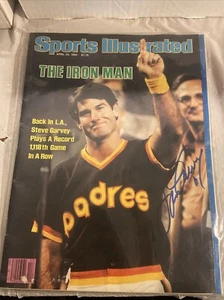 Sports Illustrated
THE IRON MAN
Back In L.A.,
Steve Garvey
Plays A Record
1,118th Game
In A Row
padres